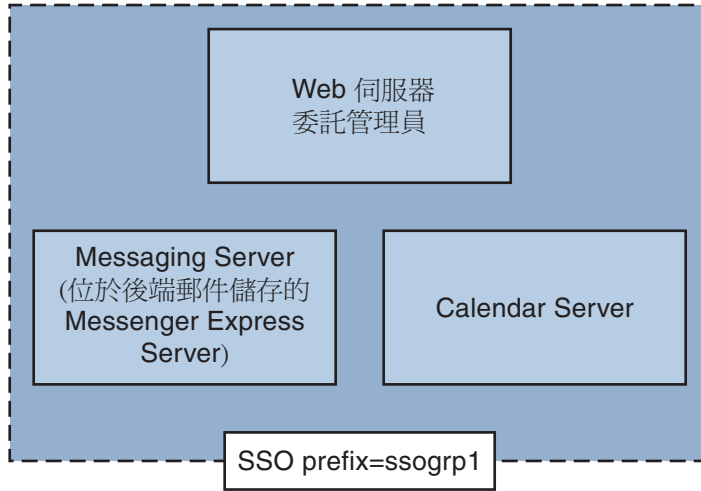 Web 伺服器
委託管理員
Messaging Server
(位於後端郵件儲存的
Messenger Express
Server)
Calendar Server
SSO prefix=ssogrp1